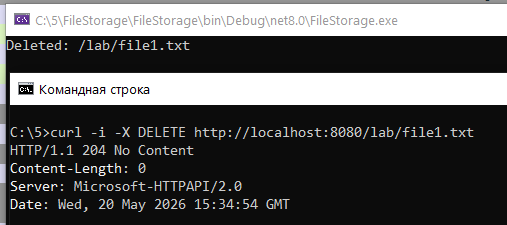 C:\5\FileStorage\FileStorage\bin\Debug\net8.0\FileStorage.exe
Deleted: /lab/file1.txt
Командная строка
C:\5>curl -i -X DELETE http://localhost:8080/lab/file1.txt
HTTP/1.1 204 No Content
Content-Length: 0
Server: Microsoft-HTTPAPI/2.0
Date: Wed, 20 May 2026 15:34:54 GMT